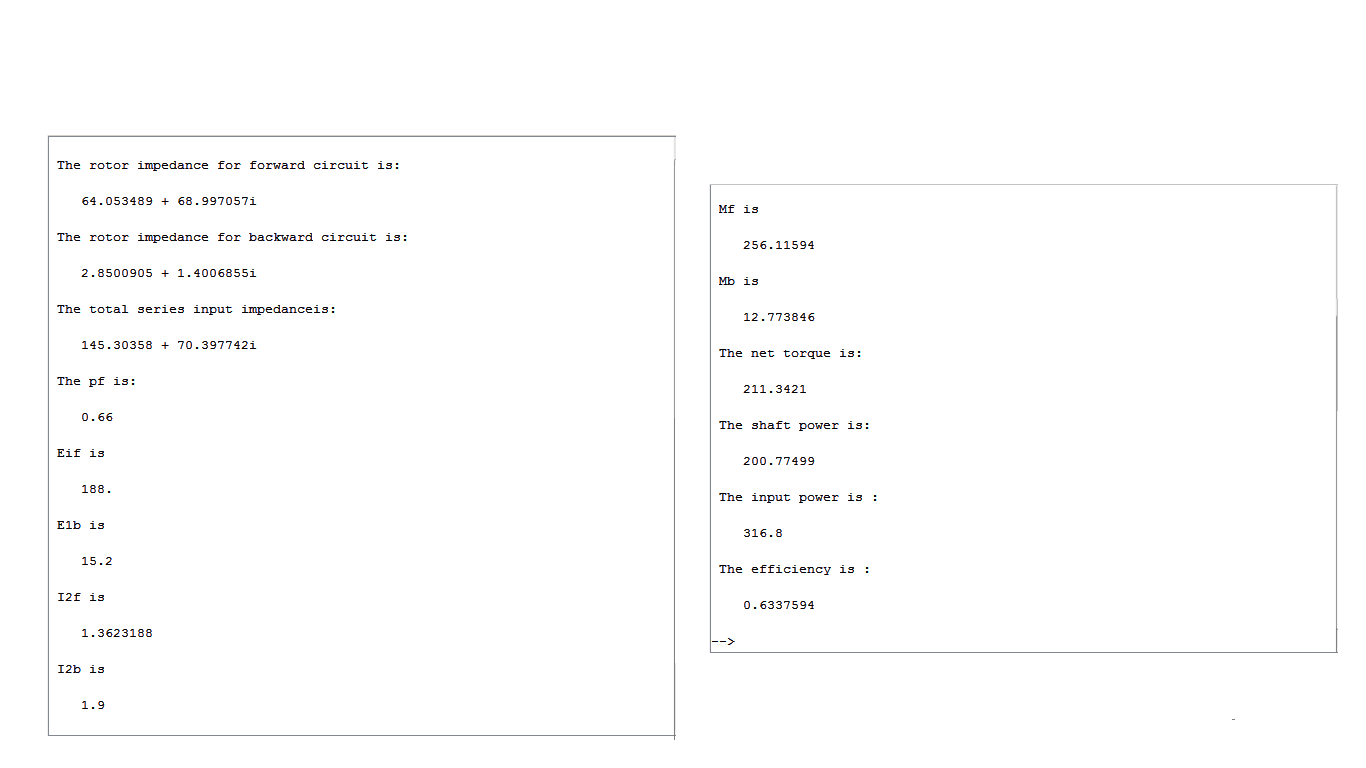 The rotor impedance for forward circuit is:
64.053489 + 68.997057i
The rotor impedance for backward circuit is:
2.8500905 + 1.4006855i
The total series input impedanceis:
145.30358 + 70.397742i
The pf is:
0.66
Eif is
188.
E1b is
15.2
I2f is
1.3623188
I2b is
1.9
Mf is
256.11594
Mb is
12.773846
The net torque is:
211.3421
The shaft power is:
200.77499
The input power is :
316.8
The efficiency is :
0.6337594
-->